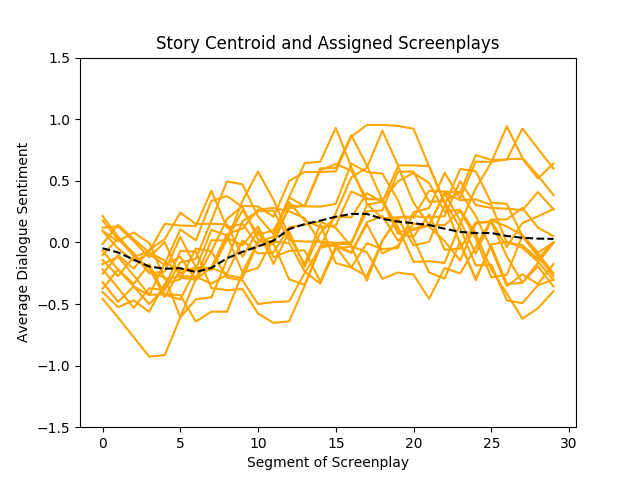 Story Centroid and Assigned Screenplays
1.5
1.0
0.5
0.0
−0.5
−1.0
−1.5
Average Dialogue Sentiment
0 5 10 15 20 25 30
Segment of Screenplay